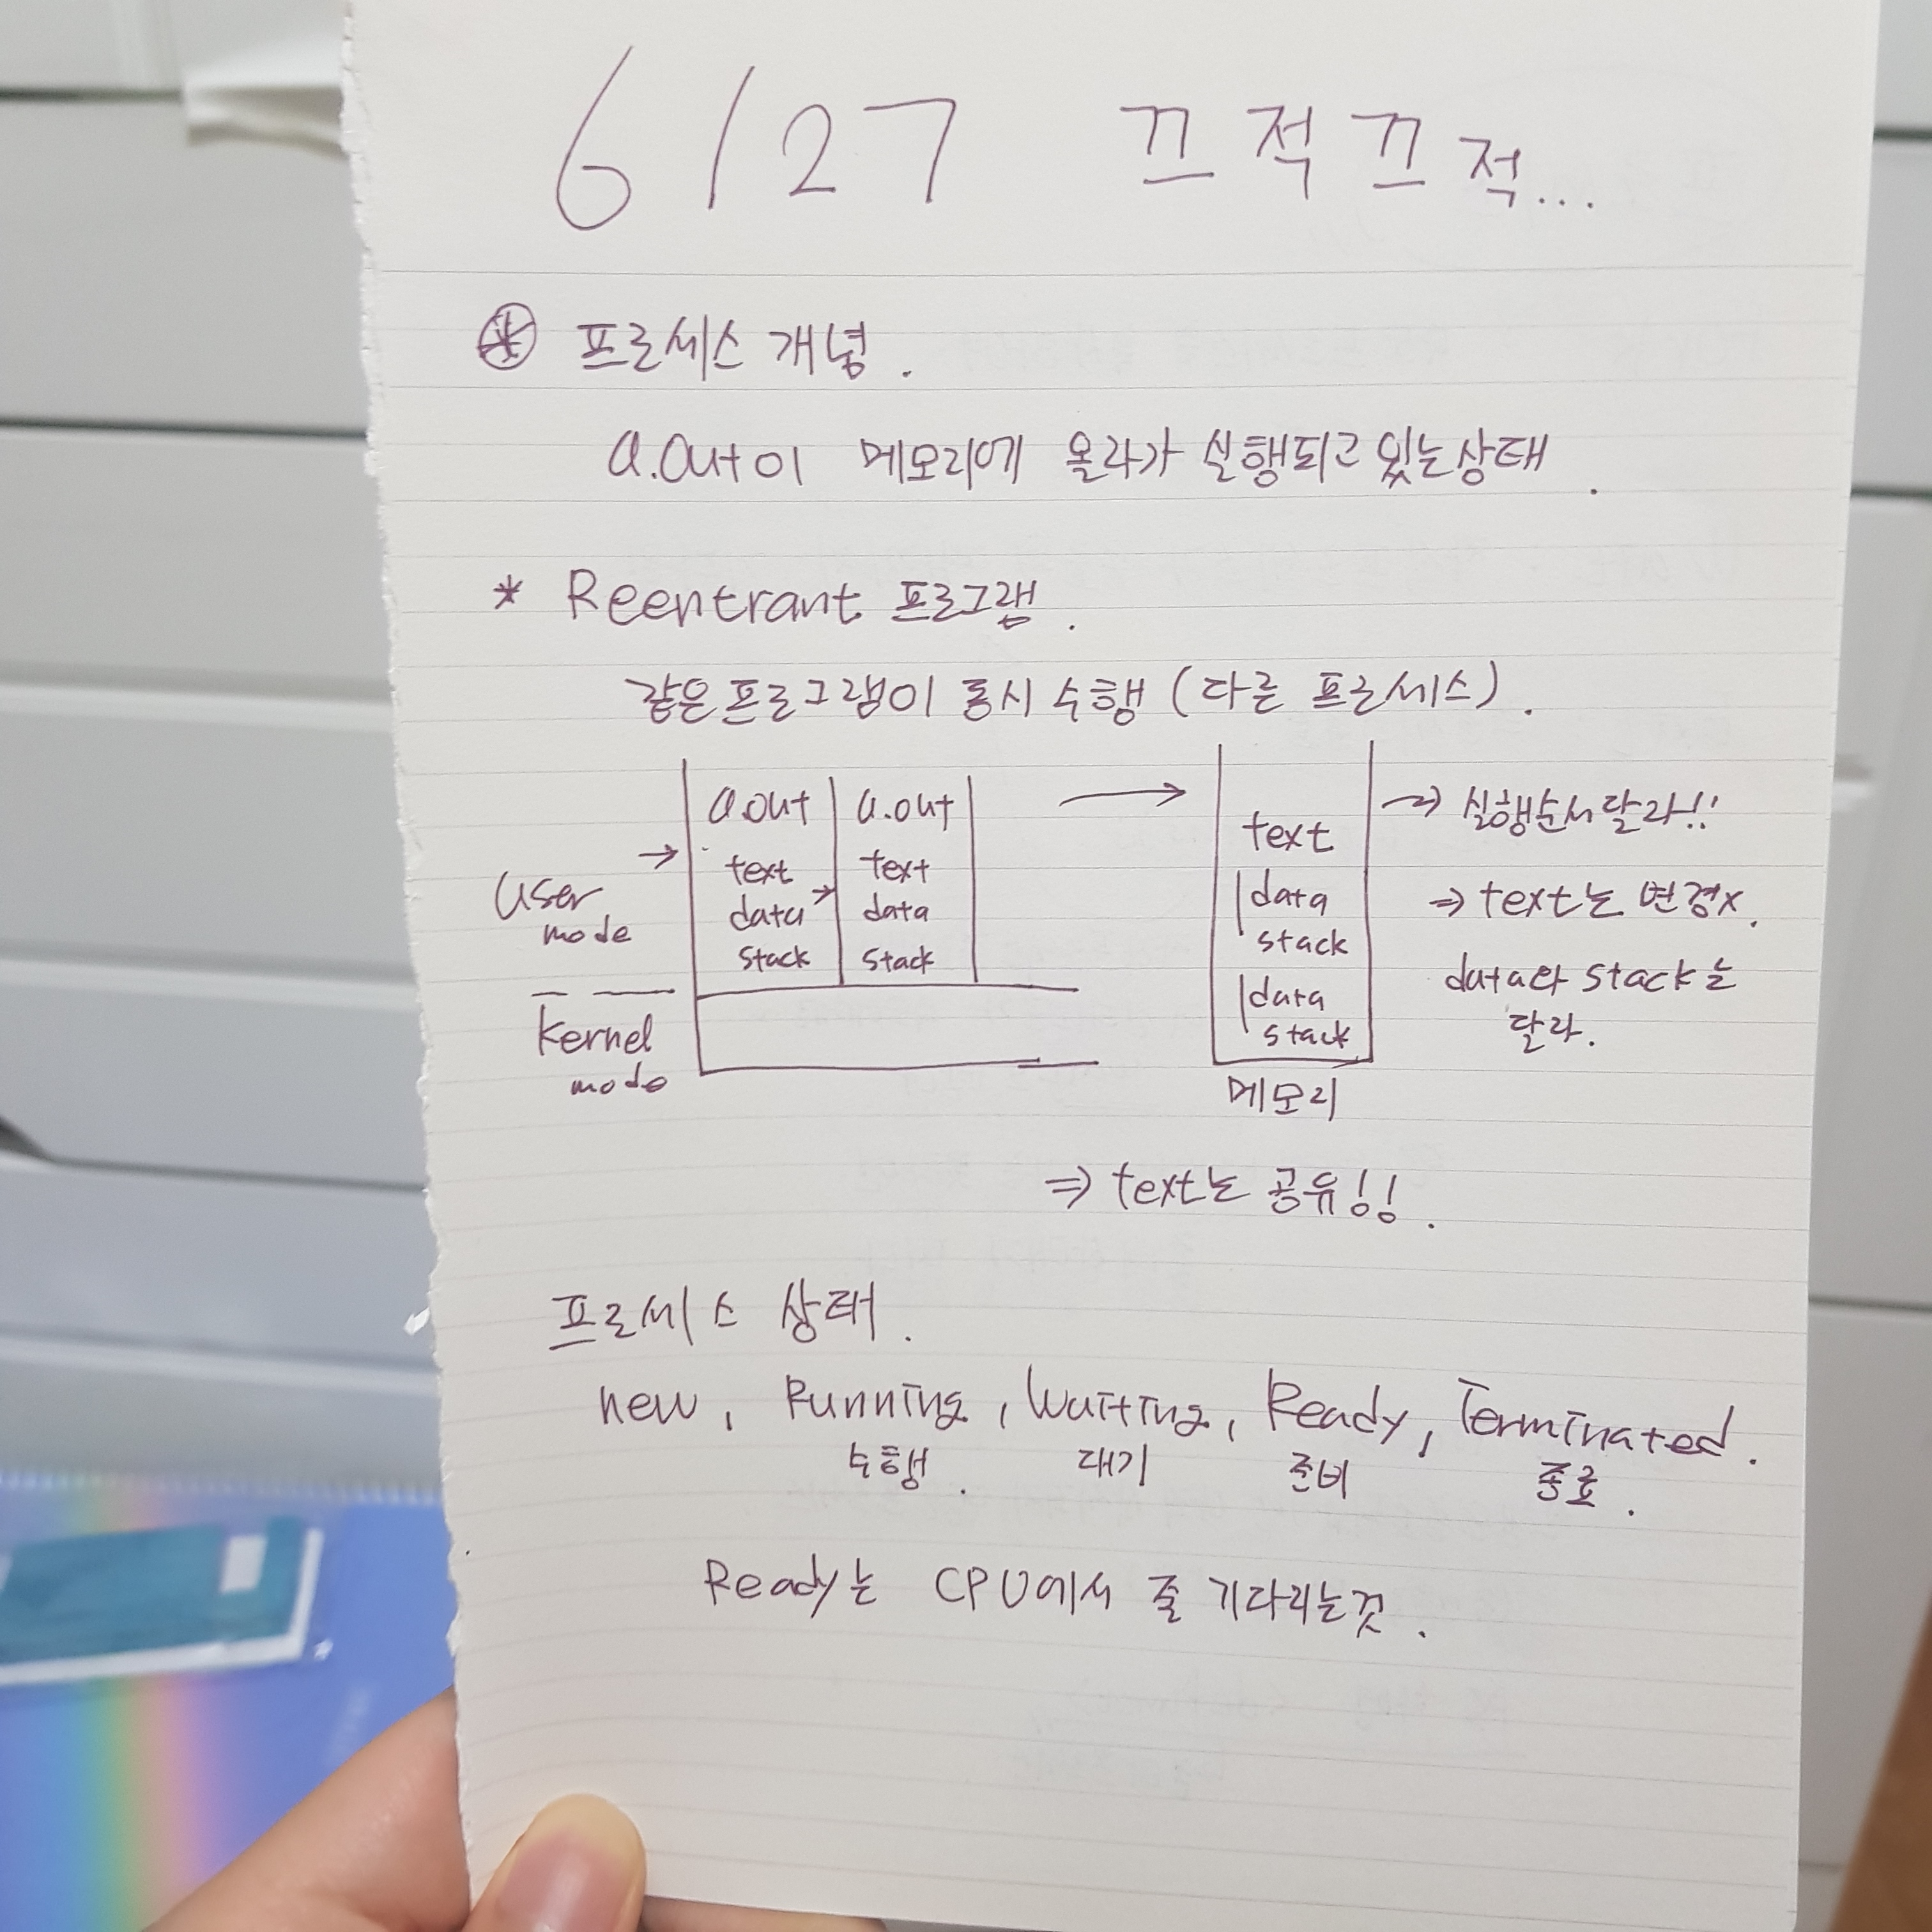 6/27 끄적끄적...
프로세스 개념.
a.out이 메모리에 올라가 실행되고 있는상태.
* Reentrant 프로그램.
같은프로그램이 동시 수행 (다른 프로세스).
a.out a.out → text ⇒ 실행순서 달라!!
User mode → text data stack → text data stack
data stack ⇒ text는 변경x.
data와 stack는 달라.
Kernel mode
data stack
메모리
⇒ text는 공유!!.
프로세스 상태.
new, Running, Waiting, Ready, Terminated.
수행. 대기 준비 종료.
Ready는 CPU에서 줄 기다리는것.